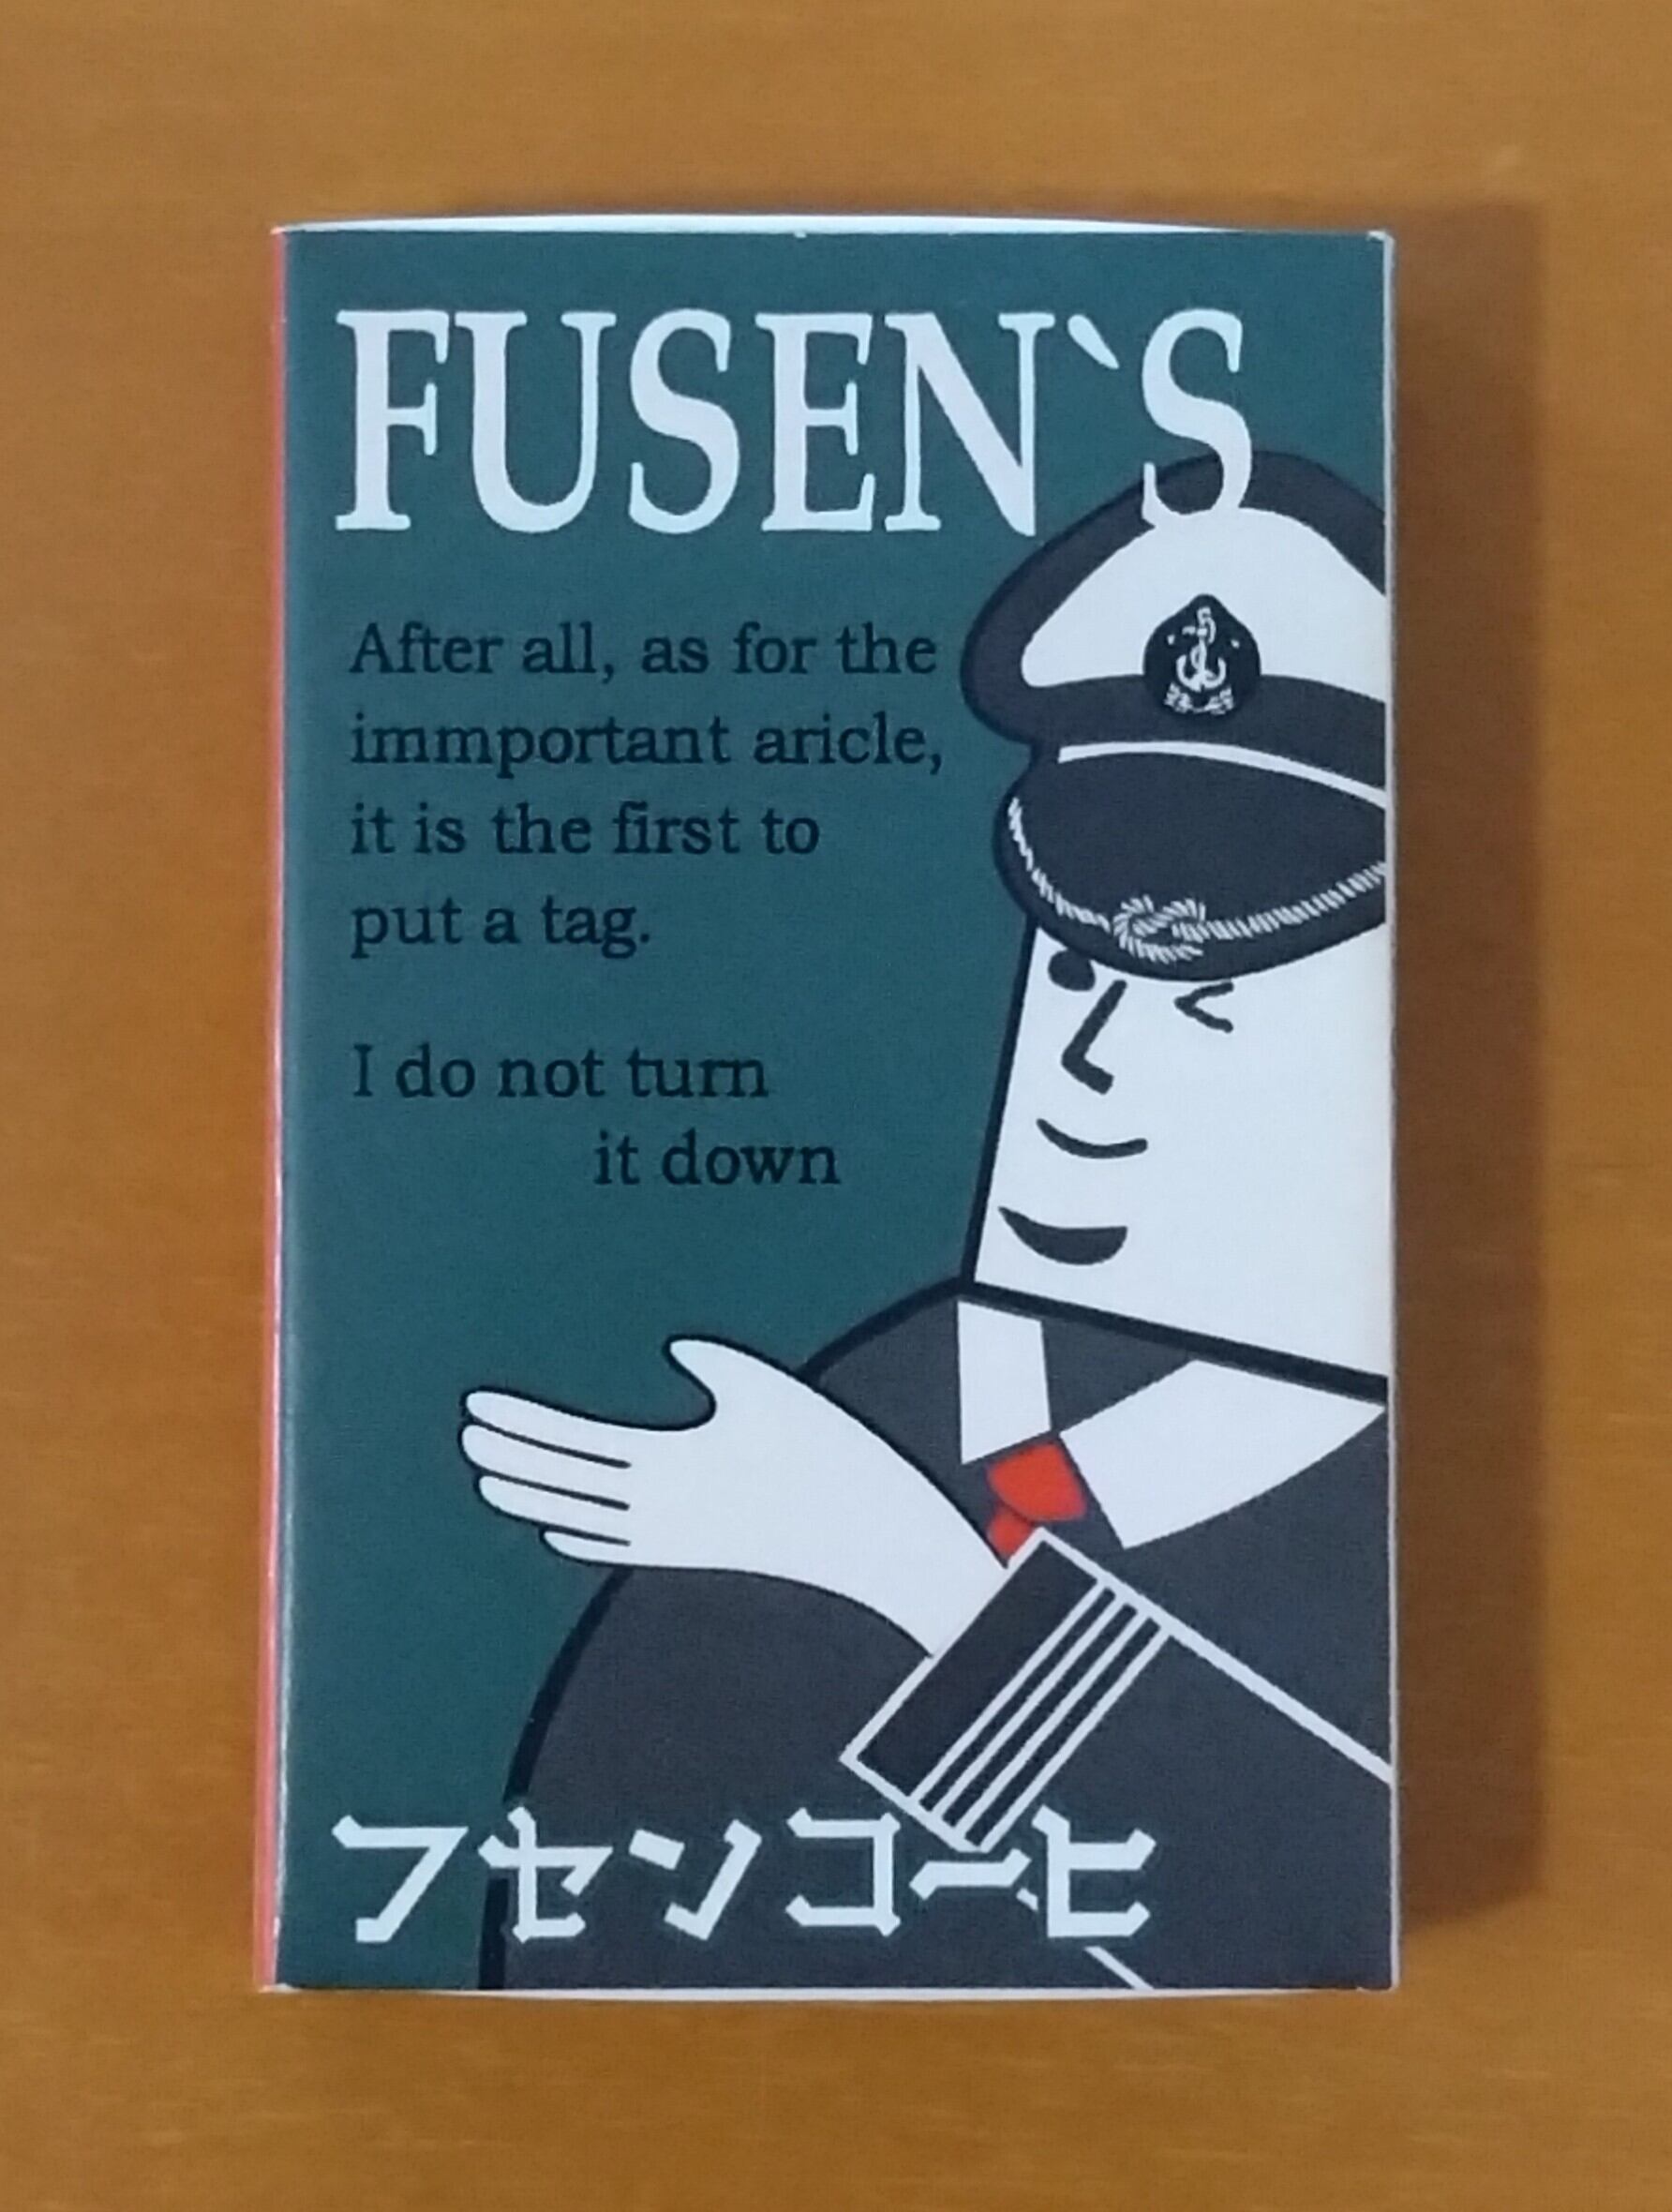 FUSEN`S
After all, as for the
immportant aricle,
it is the first to
put a tag.
I do not turn
it down
フセンコーヒ